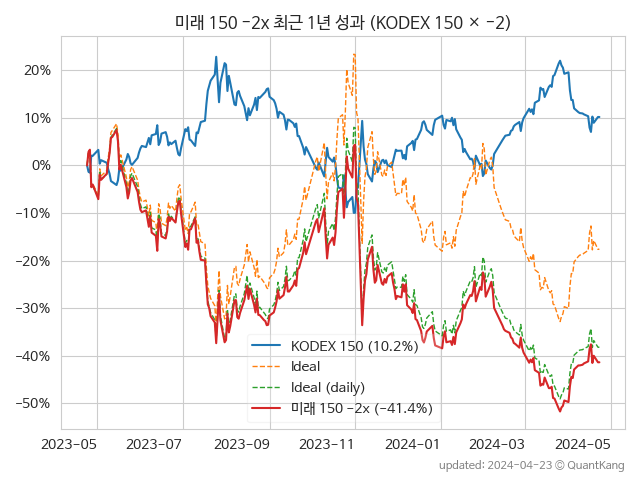 미래 150 −2x 최근 1년 성과 (KODEX 150 × −2)
20%
10%
0%
−10%
−20%
−30%
−40%
−50%
KODEX 150 (10.2%)
Ideal
Ideal (daily)
미래 150 −2x (−41.4%)
2023−05
2023−07
2023−09
2023−11
2024−01
2024−03
2024−05
updated: 2024−04−23 © QuantKang